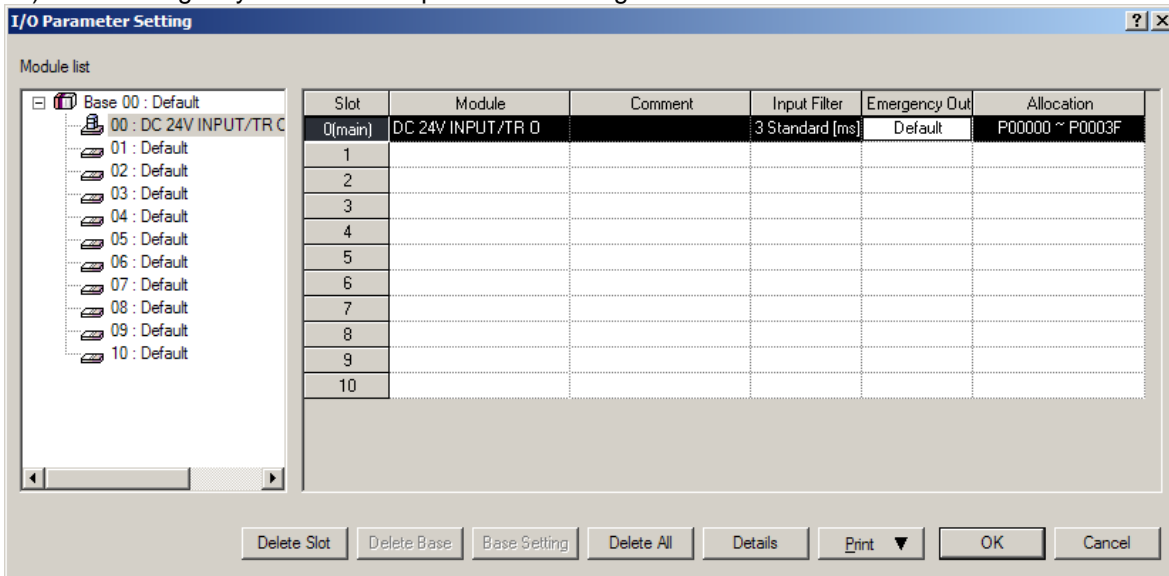 I/O Parameter Setting
Module list
Base 00 : Default
00 : DC 24V INPUT/TR O
01 : Default
02 : Default
03 : Default
04 : Default
05 : Default
06 : Default
07 : Default
08 : Default
09 : Default
10 : Default
Slot Module Comment Input Filter Emergency Out Allocation
0(main) DC 24V INPUT/TR O 3 Standard [ms] Default P00000 ~ P0003F
1
2
3
4
5
6
7
8
9
10
Delete Slot Delete Base Base Setting Delete All Details Print ▼ OK Cancel